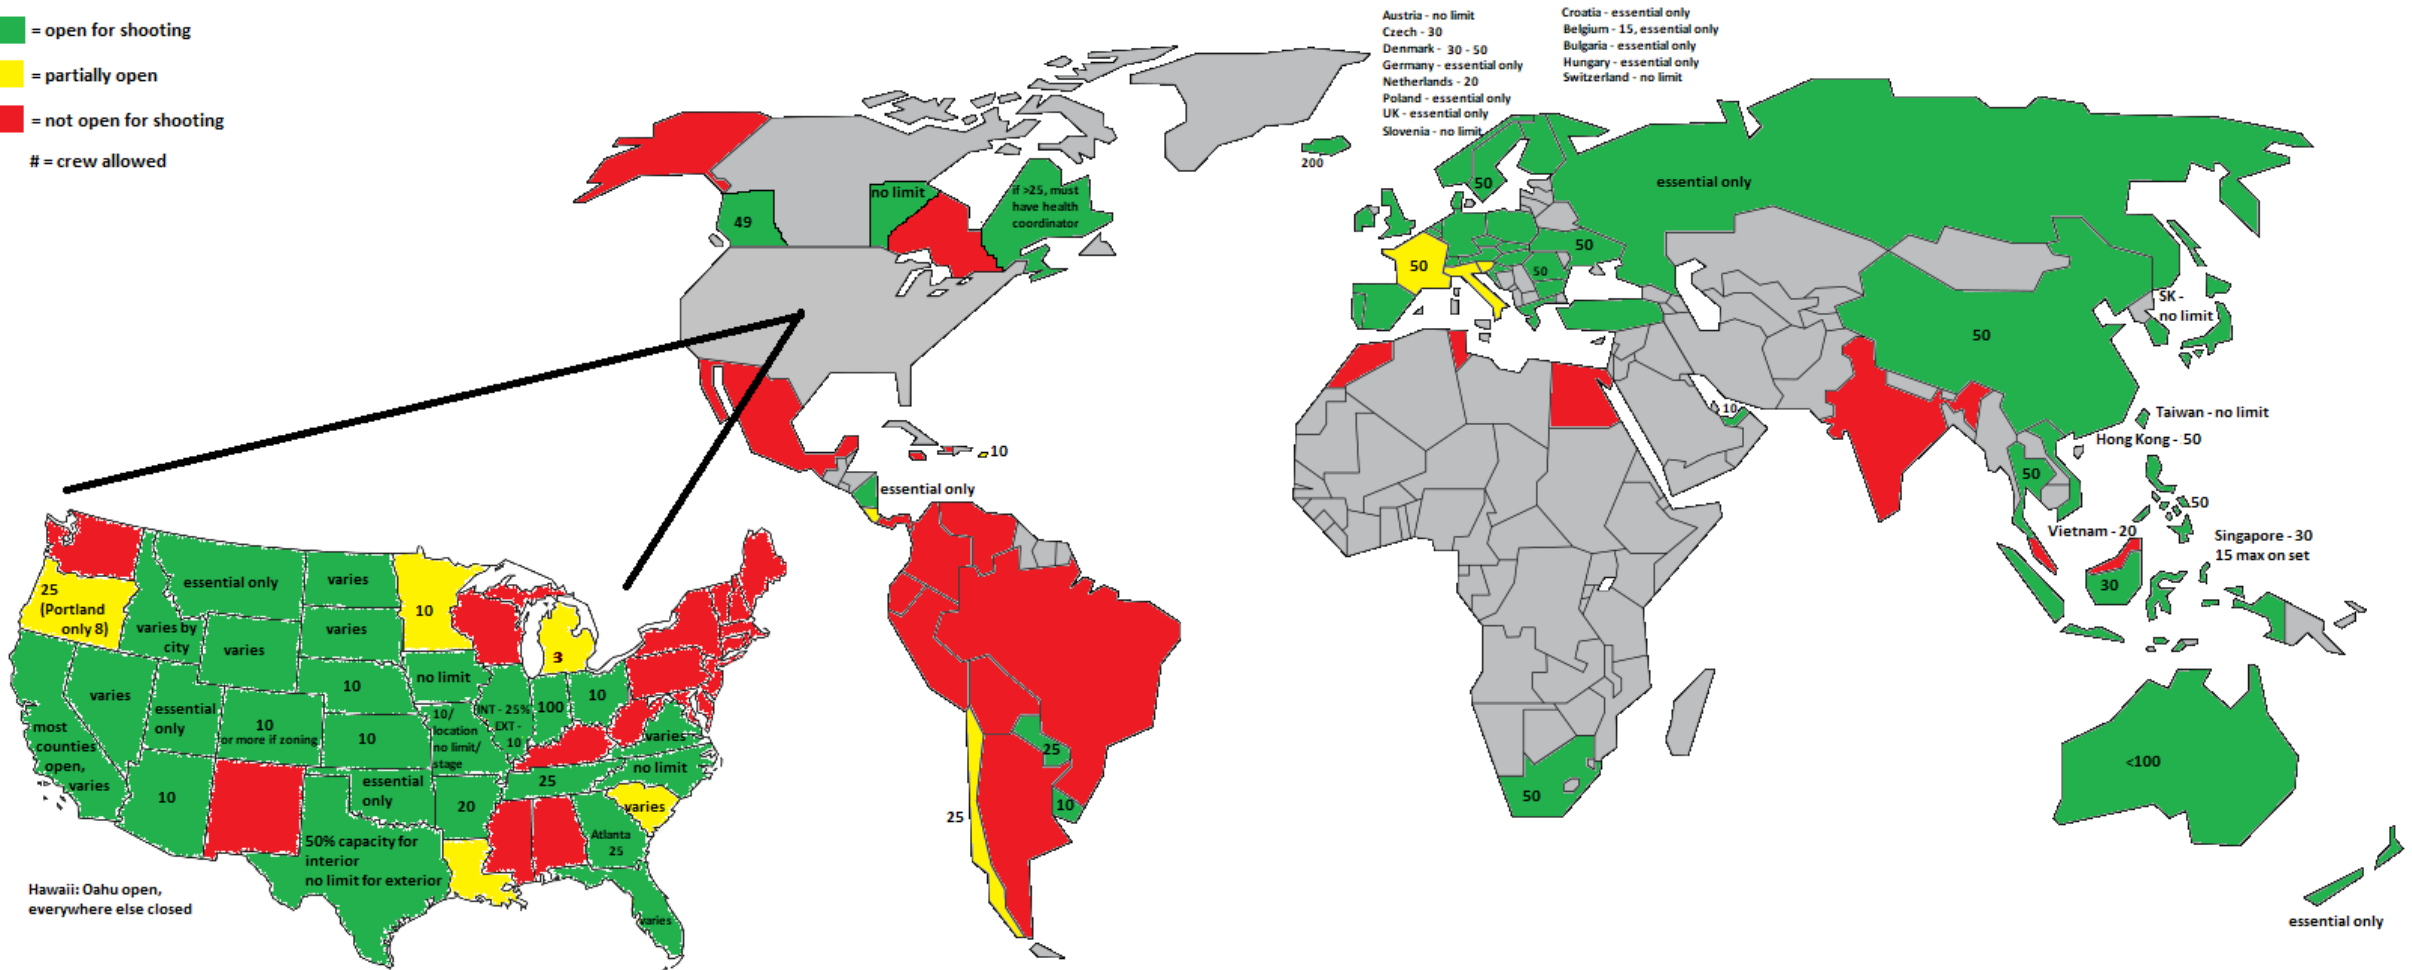 = open for shooting
= partially open
= not open for shooting
# = crew allowed
Austria - no limit
Czech - 30
Denmark - 30 - 50
Germany - essential only
Netherlands - 20
Poland - essential only
UK - essential only
Slovenia - no limit
Croatia - essential only
Belgium - 15, essential only
Bulgaria - essential only
Hungary - essential only
Switzerland - no limit
200
49
no limit
if >25, must
have health
coordinator
50
essential only
50
50
50
50
SK -
no limit
10
Taiwan - no limit
Hong Kong - 50
50
50
Vietnam - 20
Singapore - 30
15 max on set
30
10
essential only
25
25
10
50
<100
essential only
25
(Portland
only 8)
essential only
varies
10
varies by
city
varies
varies
3
most
counties
open,
varies
varies
essential
only
10
or more if zoning
10
10
no limit
10/
location
no limit/
stage
INT - 25%
EXT -
10
100
10
varies
no limit
25
10
essential
only
20
varies
Atlanta
25
50% capacity for
interior
no limit for exterior
varies
Hawaii: Oahu open,
everywhere else closed